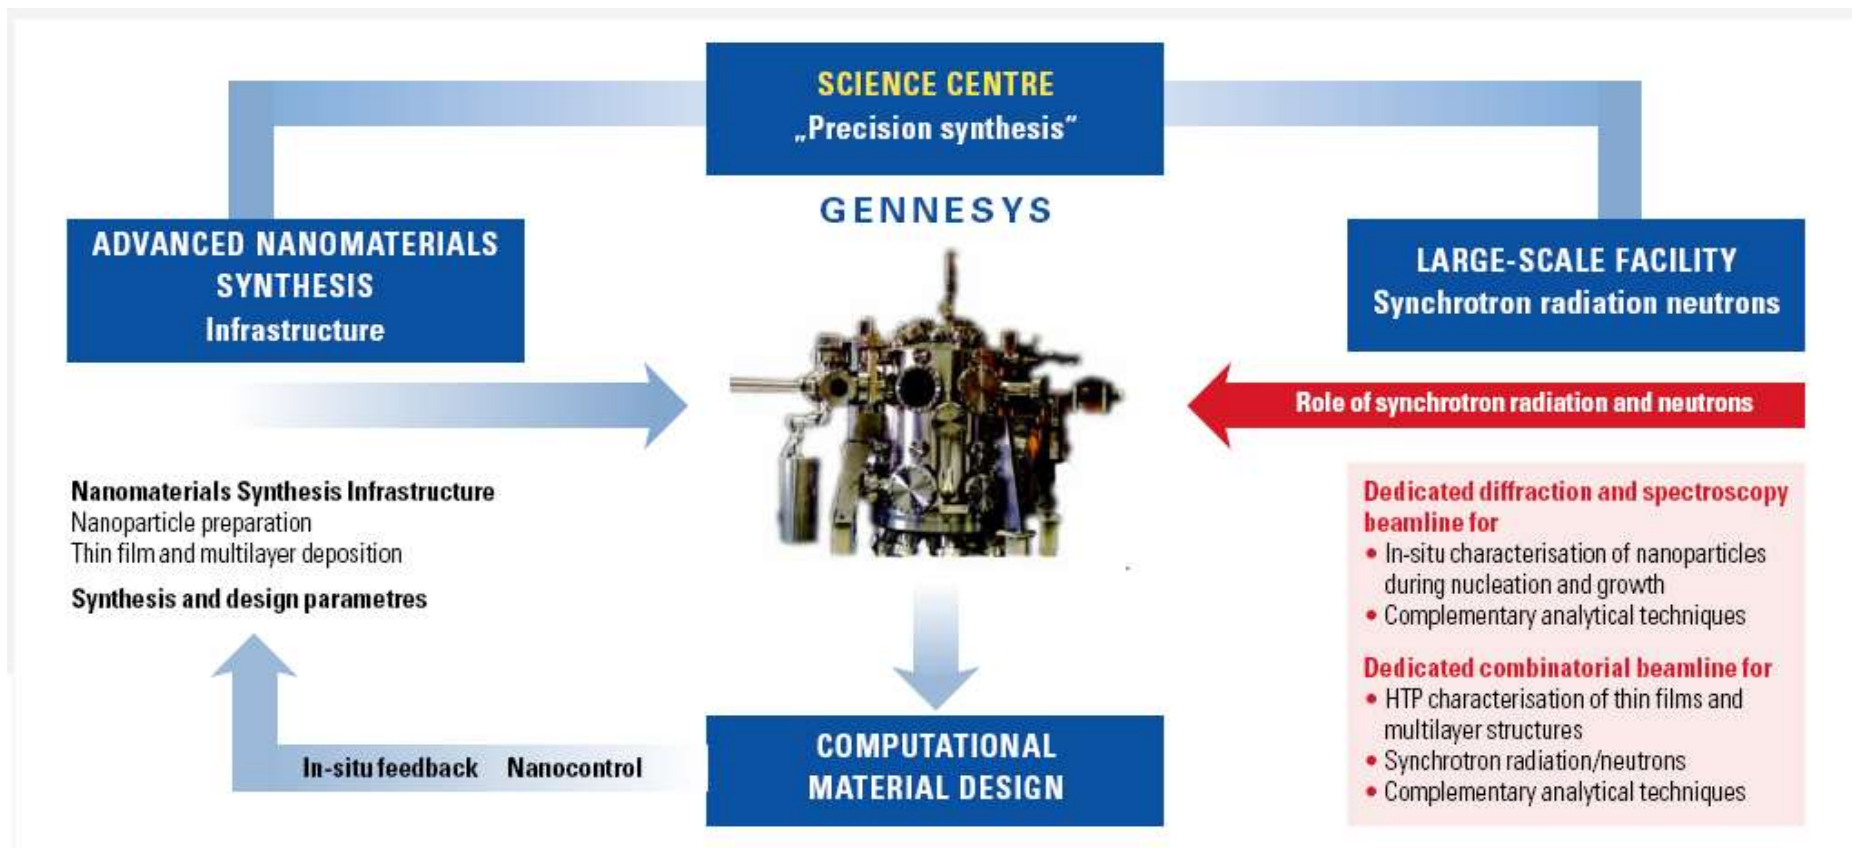 SCIENCE CENTRE
„Precision synthesis“
GENNESYS
ADVANCED NANOMATERIALS
SYNTHESIS
Infrastructure
LARGE-SCALE FACILITY
Synchrotron radiation neutrons
Role of synchrotron radiation and neutrons
Nanomaterials Synthesis Infrastructure
Nanoparticle preparation
Thin film and multilayer deposition
Synthesis and design parametres
Dedicated diffraction and spectroscopy
beamline for
• In-situ characterisation of nanoparticles
during nucleation and growth
• Complementary analytical techniques
Dedicated combinatorial beamline for
• HTP characterisation of thin films and
multilayer structures
• Synchrotron radiation/neutrons
• Complementary analytical techniques
In-situ feedback Nanocontrol
COMPUTATIONAL
MATERIAL DESIGN